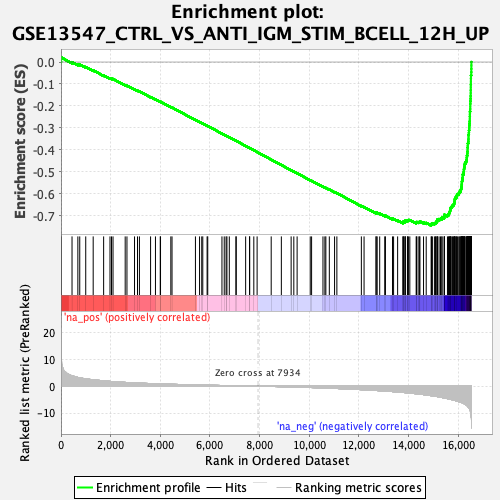 Enrichment plot:
GSE13547_CTRL_VS_ANTI_IGM_STIM_BCELL_12H_UP
Enrichment score (ES)
0.0
-0.1
-0.2
-0.3
-0.4
-0.5
-0.6
-0.7
'na_pos' (positively correlated)
Ranked list metric (PreRanked)
20
10
0
-10
Zero cross at 7934
'na_neg' (negatively correlated)
0
2,000
4,000
6,000
8,000
10,000
12,000
14,000
16,000
Rank in Ordered Dataset
Enrichment profile
Hits
Ranking metric scores